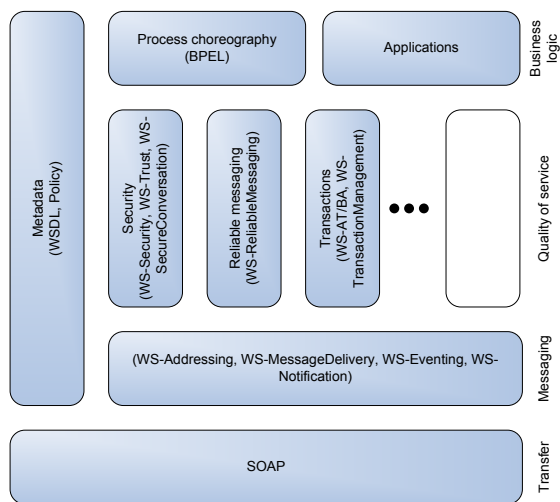 Process choreography
(BPEL)
Applications
Business
logic
Metadata
(WSDL, Policy)
Security
(WS-Security, WS-Trust, WS-
SecureConversation)
Reliable messaging
(WS-ReliableMessaging)
Transactions
(WS-AT/BA, WS-
TransactionManagement)
Quality of service
(WS-Addressing, WS-MessageDelivery, WS-Eventing, WS-
Notification)
Messaging
SOAP
Transfer